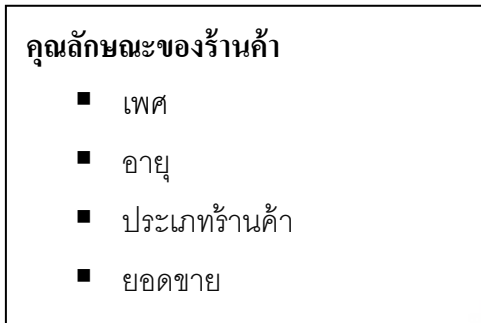 คุณลักษณะของร้านค้า
▪ เพศ
▪ อายุ
▪ ประเภทร้านค้า
▪ ยอดขาย